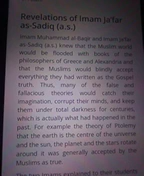 Revelations of Imam Ja'far
as-Sadiq (a.s.)
Imam Muhammad al-Baqir and Imam Ja'far
as-Sadiq (a.s.) knew that the Muslim world
would be flooded with books of the
philosophers of Greece and Alexandria and
that the Muslims would blindly accept
everything they had written as the Gospel
truth. Thus, many of the false and
fallacious theories would catch their
imagination, corrupt their minds, and keep
them under total darkness for centuries,
which is actually what had happened in the
past. For example the theory of Ptolemy
that the earth is the centre of the universe
and the sun, the planet and the stars rotate
around it was generally accepted by the
Muslims as true.